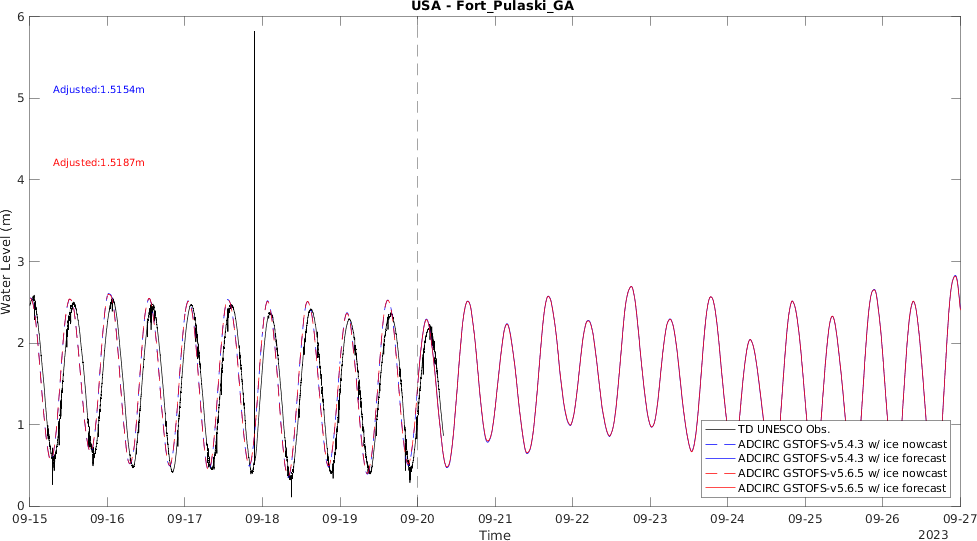 USA - Fort_Pulaski_GA
6
5
4
3
2
1
0
Water Level (m)
Adjusted:1.5154m
Adjusted:1.5187m
TD UNESCO Obs.
ADCIRC GSTOFS-v5.4.3 w/ ice nowcast
ADCIRC GSTOFS-v5.4.3 w/ ice forecast
ADCIRC GSTOFS-v5.6.5 w/ ice nowcast
ADCIRC GSTOFS-v5.6.5 w/ ice forecast
09-15 09-16 09-17 09-18 09-19 09-20 09-21 09-22 09-23 09-24 09-25 09-26 09-27
Time
2023